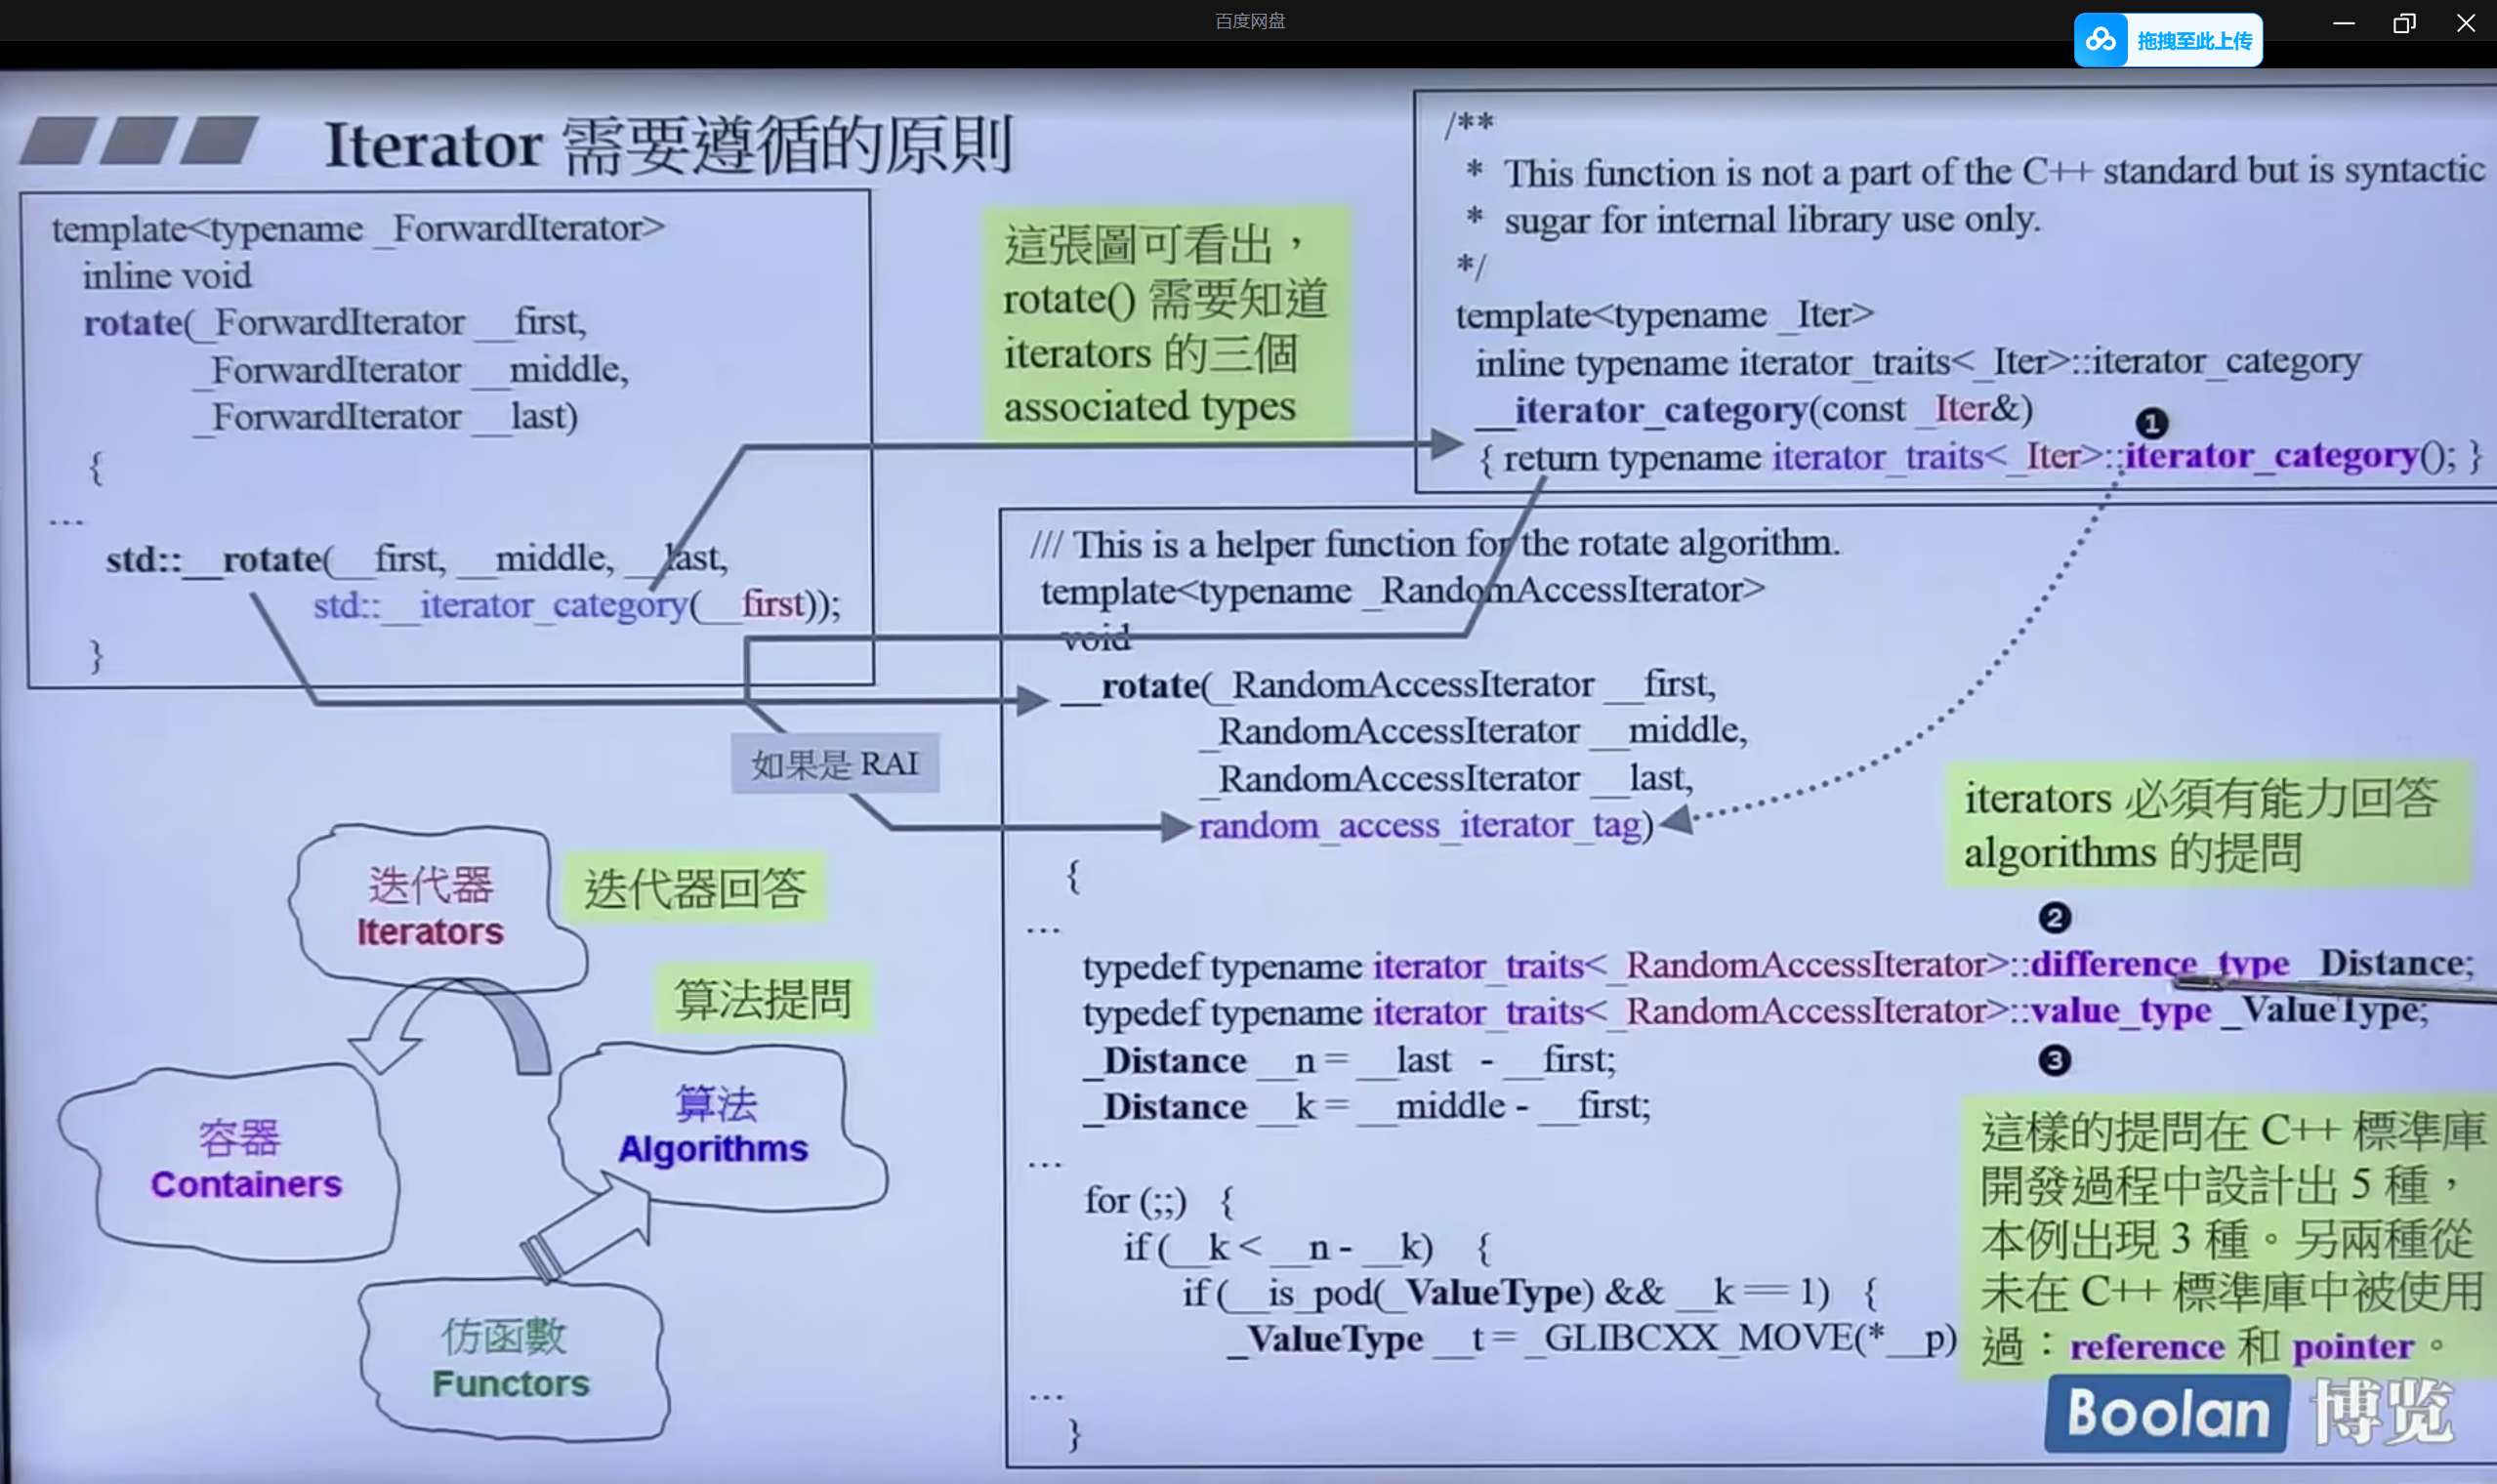 百度网盘
拖拽至此上传
Iterator 需要遵循的原則
template<typename _ForwardIterator>
inline void
rotate(_ForwardIterator __first,
_ForwardIterator __middle,
_ForwardIterator __last)
{
...
std::__rotate(__first, __middle, __last,
std::__iterator_category(__first));
}
這張圖可看出，
rotate() 需要知道
iterators 的三個
associated types
/**
* This function is not a part of the C++ standard but is syntactic
* sugar for internal library use only.
*/
template<typename _Iter>
inline typename iterator_traits<_Iter>::iterator_category
__iterator_category(const _Iter&)
❶
{ return typename iterator_traits<_Iter>::iterator_category(); }
/// This is a helper function for the rotate algorithm.
template<typename _RandomAccessIterator>
void
__rotate(_RandomAccessIterator __first,
_RandomAccessIterator __middle,
_RandomAccessIterator __last,
random_access_iterator_tag)
{
...
如果是 RAI
iterators 必須有能力回答
algorithms 的提問
❷
typedef typename iterator_traits<_RandomAccessIterator>::difference_type _Distance;
typedef typename iterator_traits<_RandomAccessIterator>::value_type _ValueType;
❸
_Distance __n = __last - __first;
_Distance __k = __middle - __first;
...
for (;;) {
if (__k < __n - __k) {
if (__is_pod(_ValueType) && __k == 1) {
_ValueType __t = _GLIBCXX_MOVE(*__p)
...
}
這樣的提問在 C++ 標準庫
開發過程中設計出 5 種，
本例出現 3 種。另兩種從
未在 C++ 標準庫中被使用
過：reference 和 pointer。
迭代器
Iterators
迭代器回答
算法提問
容器
Containers
算法
Algorithms
仿函數
Functors
Boolan 博览